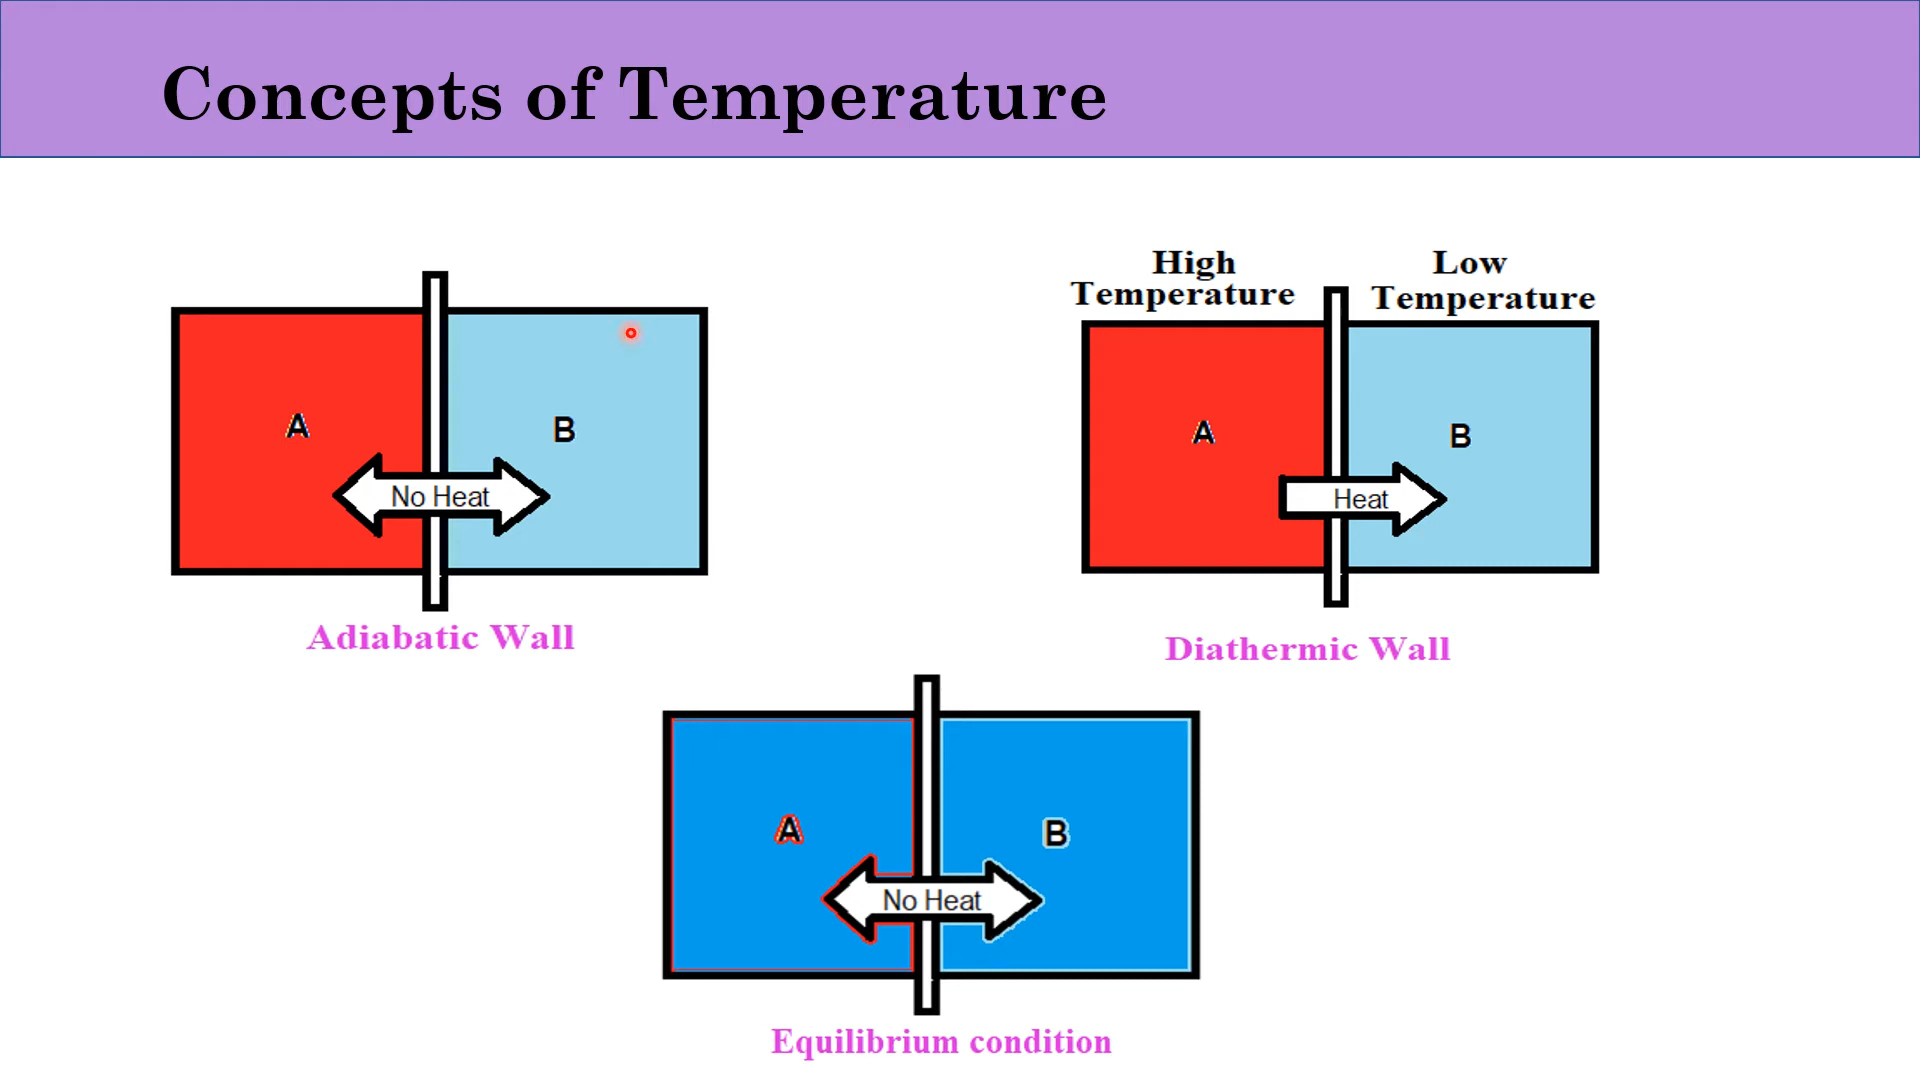 Concepts of Temperature
A
B
No Heat
Adiabatic Wall
High
Temperature
Low
Temperature
A
B
Heat
Diathermic Wall
A
B
No Heat
Equilibrium condition